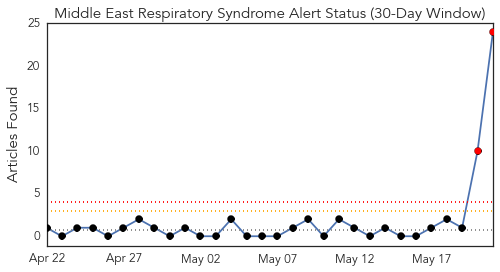 Middle East Respiratory Syndrome Alert Status (30-Day Window)
Articles Found
25
20
15
10
5
0
Apr 22 Apr 27 May 02 May 07 May 12 May 17